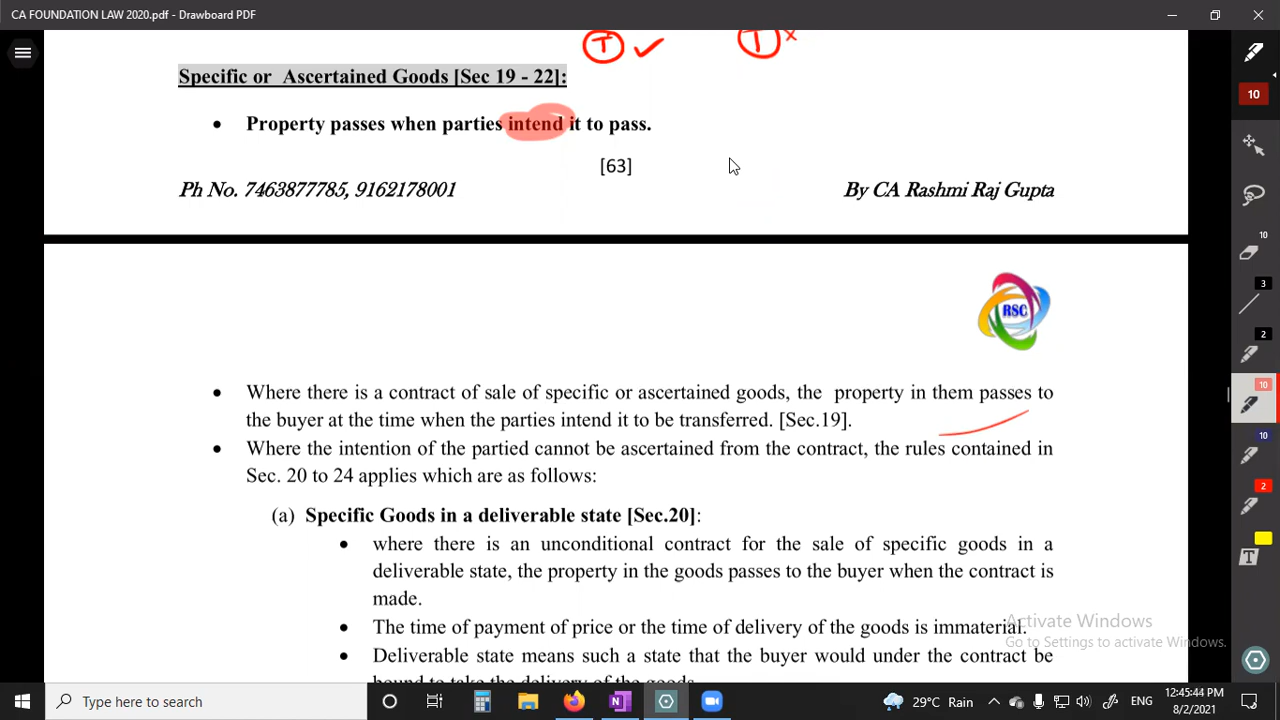 CA FOUNDATION LAW 2020.pdf - Drawboard PDF
T T
Specific or Ascertained Goods [Sec 19 - 22]:
• Property passes when parties intend it to pass.
[63]
Ph No. 7463877785, 9162178001 By CA Rashmi Raj Gupta
RSC
• Where there is a contract of sale of specific or ascertained goods, the property in them passes to
the buyer at the time when the parties intend it to be transferred. [Sec.19].
• Where the intention of the partied cannot be ascertained from the contract, the rules contained in
Sec. 20 to 24 applies which are as follows:
(a) Specific Goods in a deliverable state [Sec.20]:
• where there is an unconditional contract for the sale of specific goods in a
deliverable state, the property in the goods passes to the buyer when the contract is
made.
• The time of payment of price or the time of delivery of the goods is immaterial.
• Deliverable state means such a state that the buyer would under the contract be
bound to take the delivery of the goods.
10
10
3
2
10
10
2
T
Activate Windows
Go to Settings to activate Windows.
Type here to search
29°C Rain
ENG
12:45:44 PM
8/2/2021